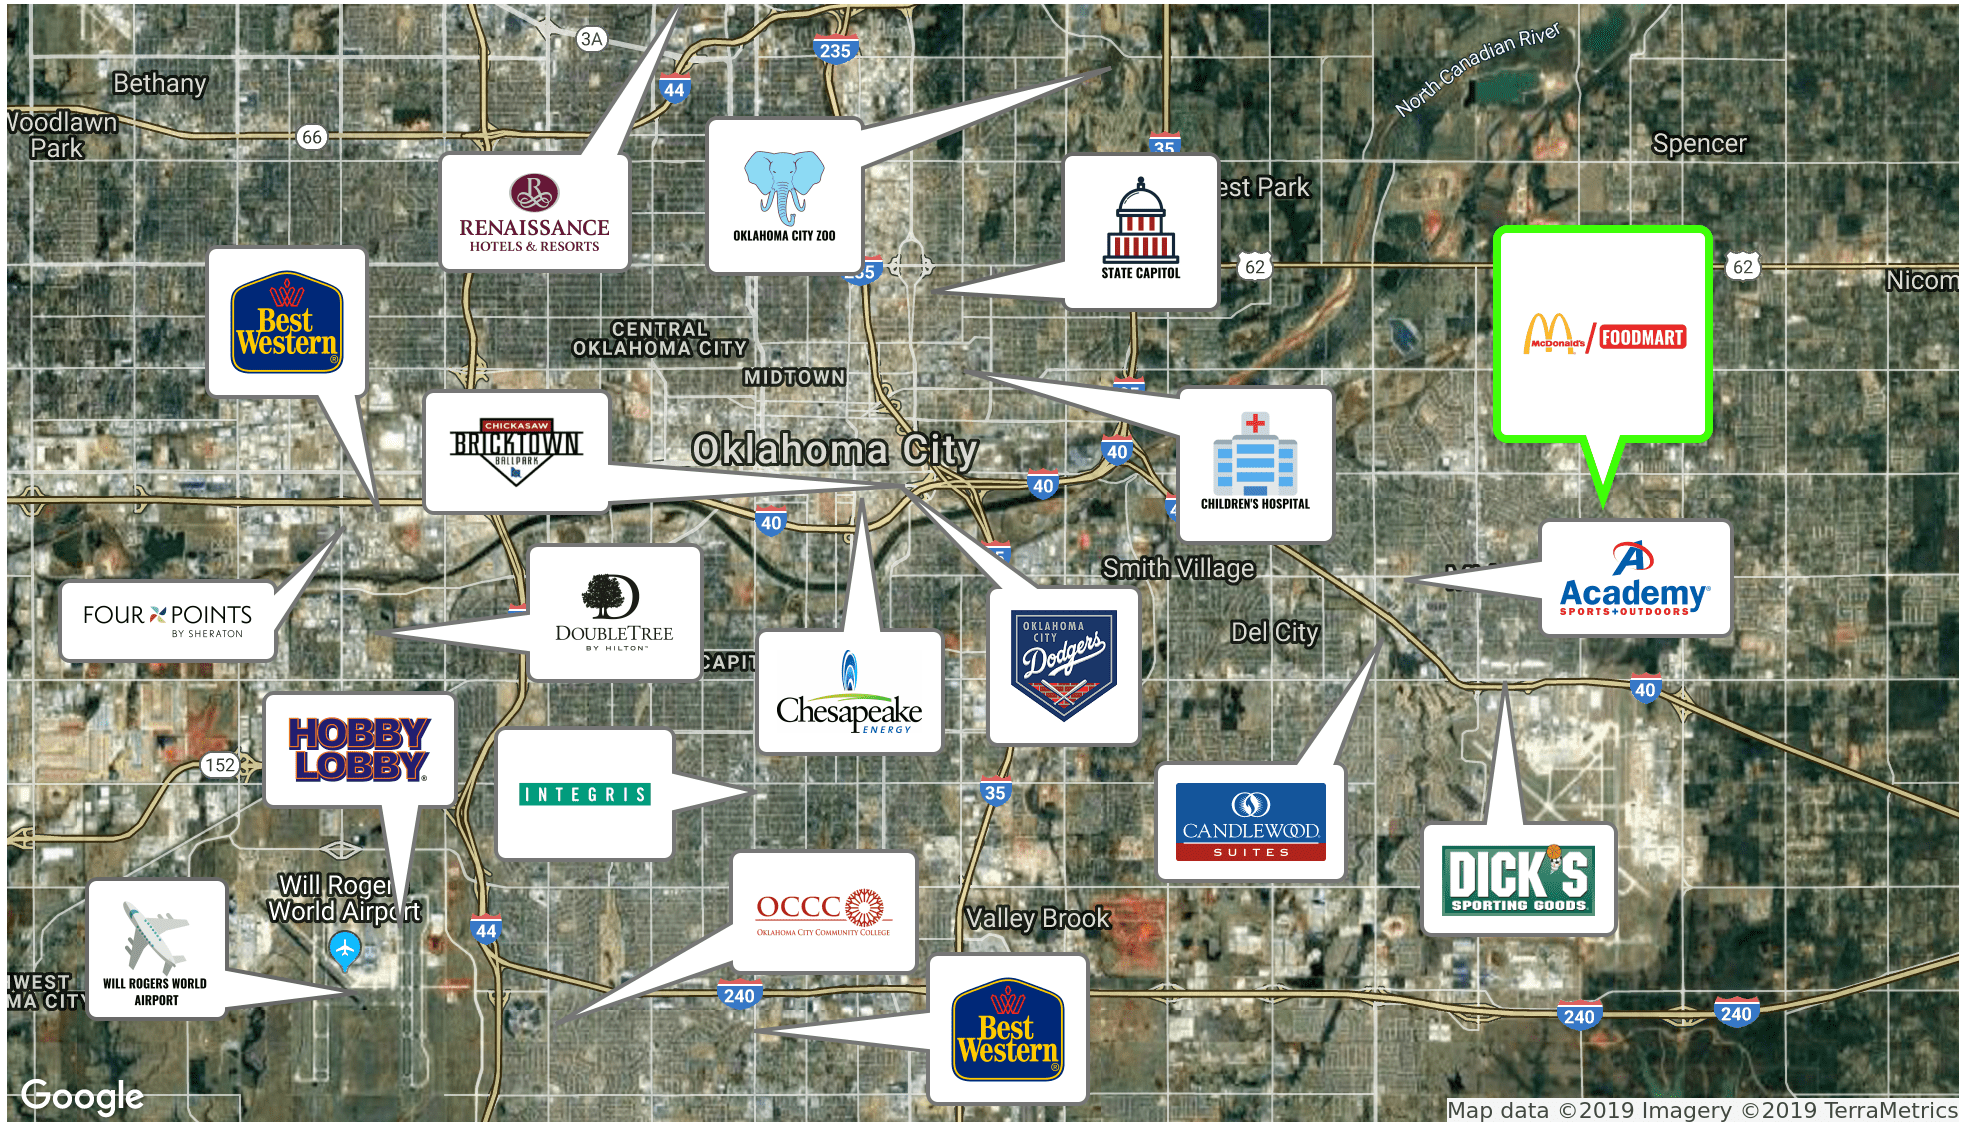 3A
235
Bethany
44
North Canadian River
Woodlawn
Park
66
35
Spencer
RENAISSANCE
HOTELS & RESORTS
OKLAHOMA CITY ZOO
STATE CAPITOL
est Park
62
62
Nicom
Best
Western
CENTRAL
OKLAHOMA CITY
MIDTOWN
McDonald's / FOODMART
CHICKASAW
BRICKTOWN
BALLPARK
Oklahoma City
40
40
40
CHILDREN'S HOSPITAL
Smith Village
FOUR POINTS
BY SHERATON
DOUBLETREE
BY HILTON
Academy
SPORTS+OUTDOORS
Del City
CAPIT
OKLAHOMA
CITY
Dodgers
Chesapeake
ENERGY
40
HOBBY
LOBBY
152
INTEGRIS
35
CANDLEWOOD
SUITES
DICK'S
SPORTING GOODS
Will Roger
World Airport
44
OCCC
OKLAHOMA CITY COMMUNITY COLLEGE
Valley Brook
WILL ROGERS WORLD
AIRPORT
HWEST
MA CITY
240
240
240
Best
Western
Google
Map data ©2019 Imagery ©2019 TerraMetrics